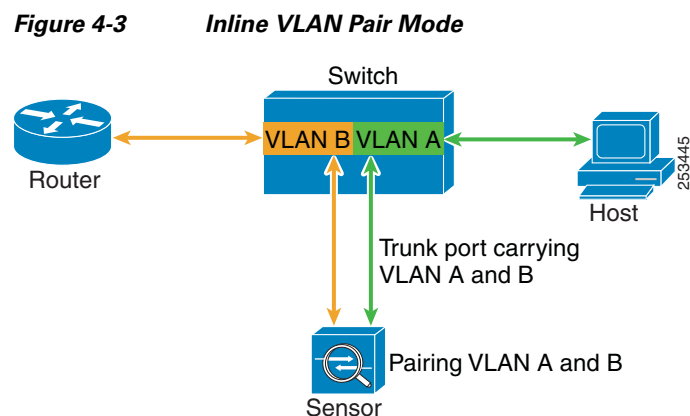 Figure 4-3 Inline VLAN Pair Mode
Switch
VLAN B VLAN A
Router
Host
253445
Trunk port carrying
VLAN A and B
Pairing VLAN A and B
Sensor